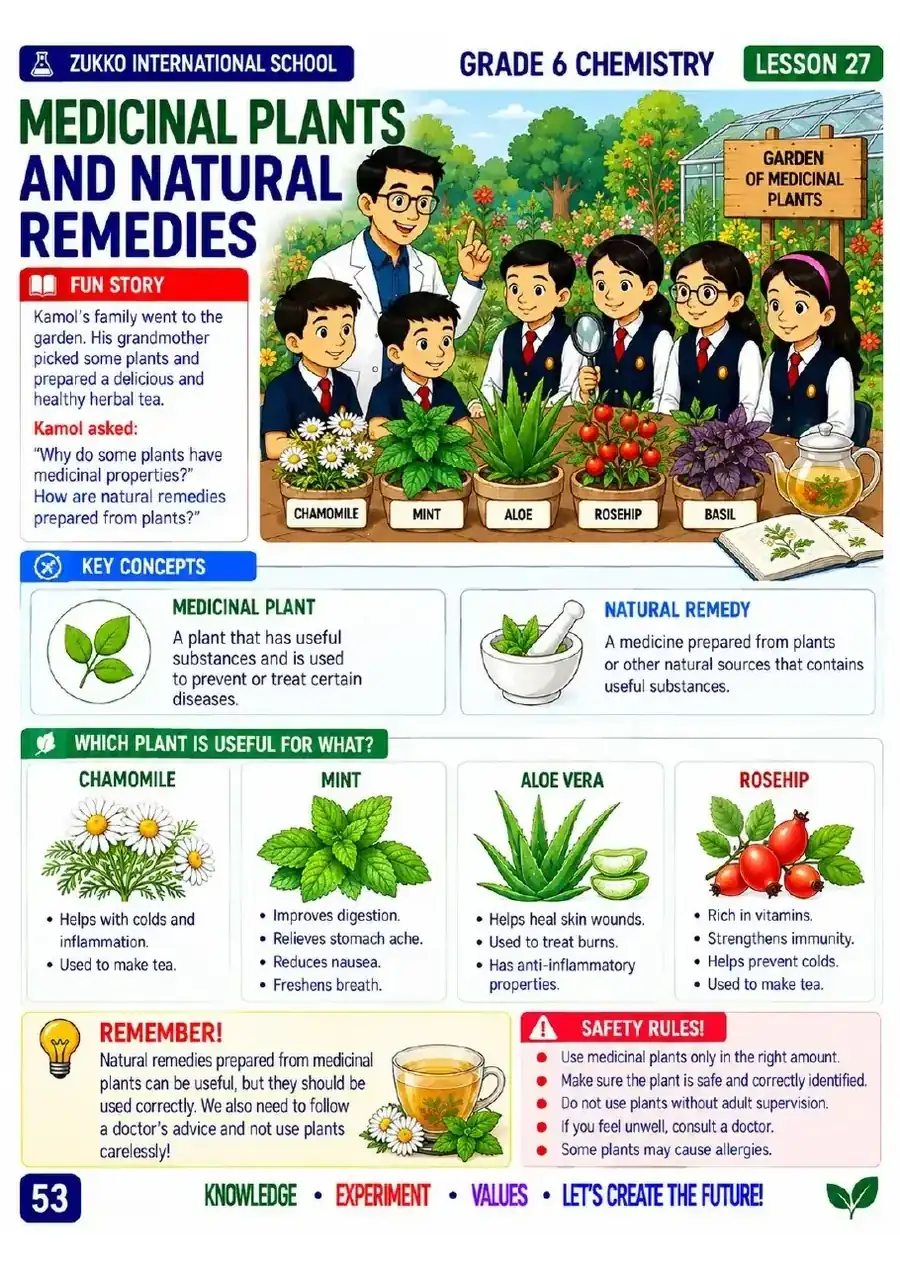 ZUKKO INTERNATIONAL SCHOOL
GRADE 6 CHEMISTRY
LESSON 27
MEDICINAL PLANTS
AND NATURAL
REMEDIES
GARDEN
OF MEDICINAL
PLANTS
FUN STORY
Kamol's family went to the
garden. His grandmother
picked some plants and
prepared a delicious and
healthy herbal tea.
Kamol asked:
"Why do some plants have
medicinal properties?"
How are natural remedies
prepared from plants?"
CHAMOMILE
MINT
ALOE
ROSEHIP
BASIL
KEY CONCEPTS
MEDICINAL PLANT
A plant that has useful
substances and is used
to prevent or treat certain
diseases.
NATURAL REMEDY
A medicine prepared from plants
or other natural sources that contains
useful substances.
WHICH PLANT IS USEFUL FOR WHAT?
CHAMOMILE
• Helps with colds and
inflammation.
• Used to make tea.
MINT
• Improves digestion.
• Relieves stomach ache.
• Reduces nausea.
• Freshens breath.
ALOE VERA
• Helps heal skin wounds.
• Used to treat burns.
• Has anti-inflammatory
properties.
ROSEHIP
• Rich in vitamins.
• Strengthens immunity.
• Helps prevent colds.
• Used to make tea.
REMEMBER!
Natural remedies prepared from medicinal
plants can be useful, but they should be
used correctly. We also need to follow
a doctor's advice and not use plants
carelessly!
SAFETY RULES!
• Use medicinal plants only in the right amount.
• Make sure the plant is safe and correctly identified.
• Do not use plants without adult supervision.
• If you feel unwell, consult a doctor.
• Some plants may cause allergies.
53
KNOWLEDGE • EXPERIMENT • VALUES • LET'S CREATE THE FUTURE!